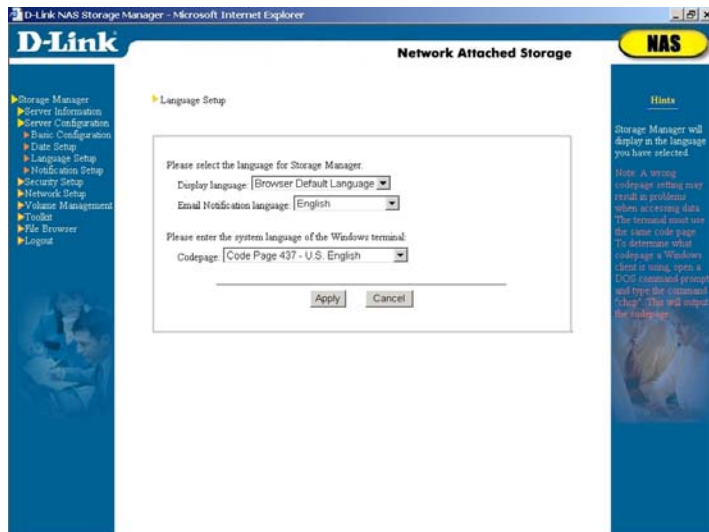 D-Link NAS Storage Manager - Microsoft Internet Explorer
D-Link
Network Attached Storage
NAS
Storage Manager
Server Information
Server Configuration
Basic Configuration
Date Setup
Language Setup
Notification Setup
Security Setup
Network Setup
Volume Management
Toolkit
File Browser
Logout
Language Setup
Please select the language for Storage Manager.
Display language: Browser Default Language
Email Notification language: English
Please enter the system language of the Windows terminal:
Codepage: Code Page 437 - U.S. English
Apply Cancel
Hints
Storage Manager will
display in the language
you have selected.
Note: A wrong
codepage setting may
result in problems
when accessing data.
The terminal must use
the same code page.
To determine what
codepage a Windows
client is using, open a
DOS command prompt
and type the command
"chcp". This will output
the codepage.